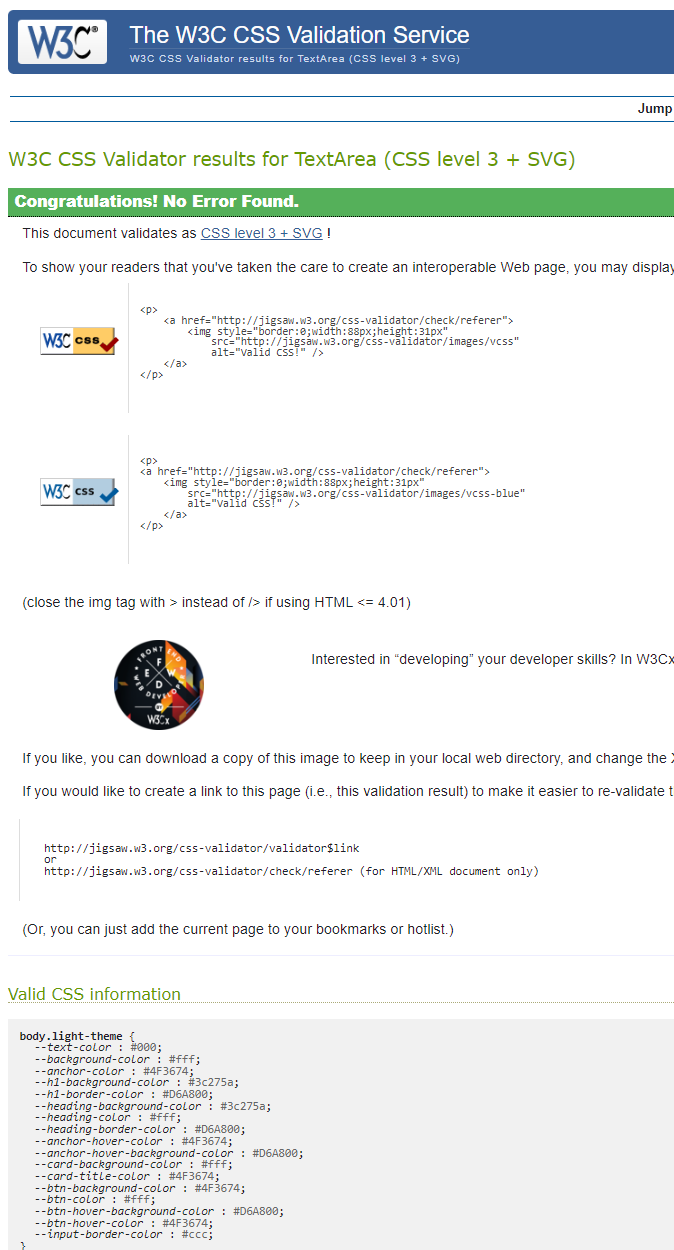 W3C®
The W3C CSS Validation Service
W3C CSS Validator results for TextArea (CSS level 3 + SVG)
Jump
W3C CSS Validator results for TextArea (CSS level 3 + SVG)
Congratulations! No Error Found.
This document validates as CSS level 3 + SVG !
To show your readers that you've taken the care to create an interoperable Web page, you may display
W3C css
<p>
<a href="http://jigsaw.w3.org/css-validator/check/referer">
<img style="border:0;width:88px;height:31px"
src="http://jigsaw.w3.org/css-validator/images/vcss"
alt="Valid CSS!" />
</a>
</p>
W3C css
<p>
<a href="http://jigsaw.w3.org/css-validator/check/referer">
<img style="border:0;width:88px;height:31px"
src="http://jigsaw.w3.org/css-validator/images/vcss-blue"
alt="Valid CSS!" />
</a>
</p>
(close the img tag with > instead of /> if using HTML <= 4.01)
FRONT END
F
E W
D
WEB DEVELOPER
BY
W3Cx
Interested in “developing” your developer skills? In W3Cx
If you like, you can download a copy of this image to keep in your local web directory, and change the
If you would like to create a link to this page (i.e., this validation result) to make it easier to re-validate t
http://jigsaw.w3.org/css-validator/validator$link
or
http://jigsaw.w3.org/css-validator/check/referer (for HTML/XML document only)
(Or, you can just add the current page to your bookmarks or hotlist.)
Valid CSS information
body.light-theme {
--text-color : #000;
--background-color : #fff;
--anchor-color : #4F3674;
--h1-background-color : #3c275a;
--h1-border-color : #D6A800;
--heading-background-color : #3c275a;
--heading-color : #fff;
--heading-border-color : #D6A800;
--anchor-hover-color : #4F3674;
--anchor-hover-background-color : #D6A800;
--card-background-color : #fff;
--card-title-color : #4F3674;
--btn-background-color : #4F3674;
--btn-color : #fff;
--btn-hover-background-color : #D6A800;
--btn-hover-color : #4F3674;
--input-border-color : #ccc;
}